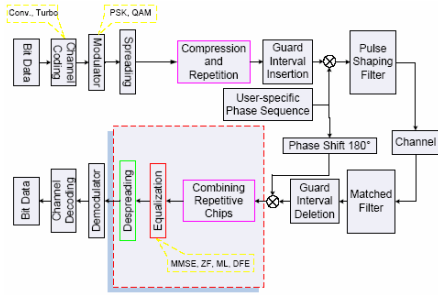 Conv., Turbo
PSK, QAM
Bit Data
Channel
Coding
Modulator
Spreading
Compression
and
Repetition
Guard
Interval
Insertion
Pulse
Shaping
Filter
User-specific
Phase Sequence
Phase Shift 180°
Channel
Bit Data
Channel
Decoding
Demodulator
Despreading
Equalization
Combining
Repetitive
Chips
Guard
Interval
Deletion
Matched
Filter
MMSE, ZF, ML, DFE